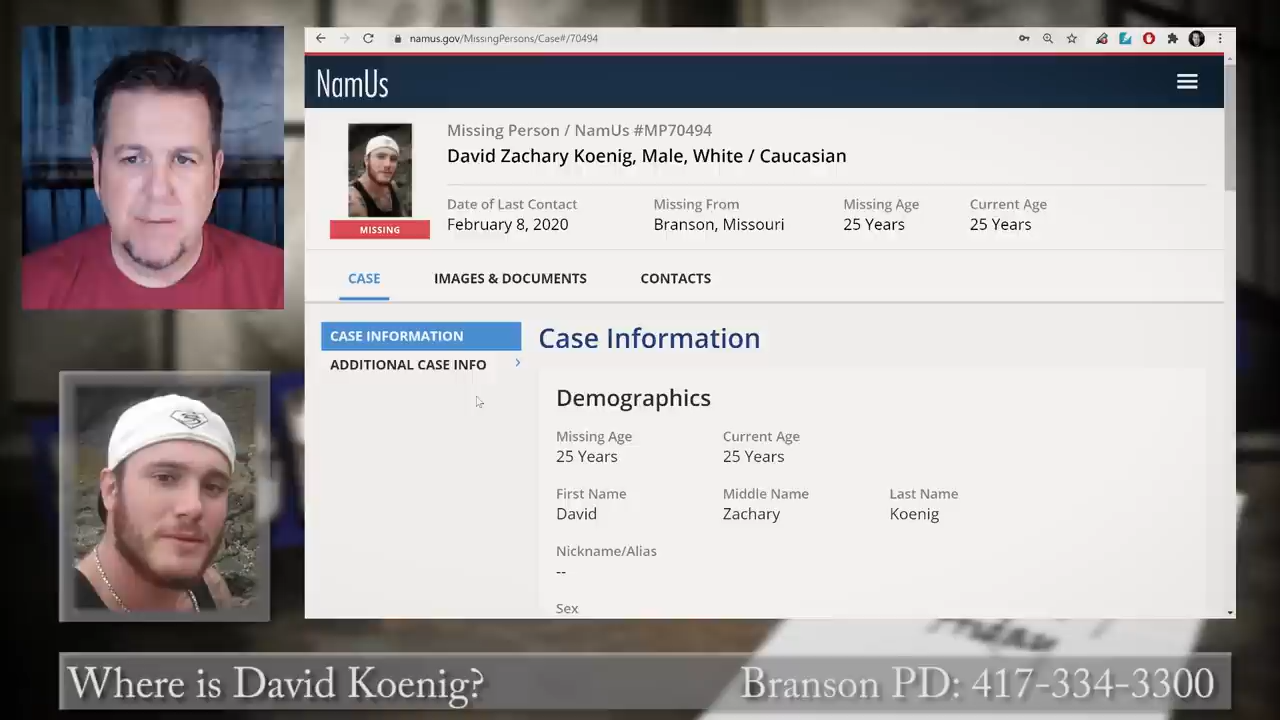 namus.gov/MissingPersons/Case#/70494
NamUs
Missing Person / NamUs #MP70494
David Zachary Koenig, Male, White / Caucasian
MISSING
Date of Last Contact Missing From Missing Age Current Age
February 8, 2020 Branson, Missouri 25 Years 25 Years
CASE IMAGES & DOCUMENTS CONTACTS
CASE INFORMATION
ADDITIONAL CASE INFO
Case Information
Demographics
Missing Age Current Age
25 Years 25 Years
First Name Middle Name Last Name
David Zachary Koenig
Nickname/Alias
--
Sex
Where is David Koenig? Branson PD: 417-334-3300